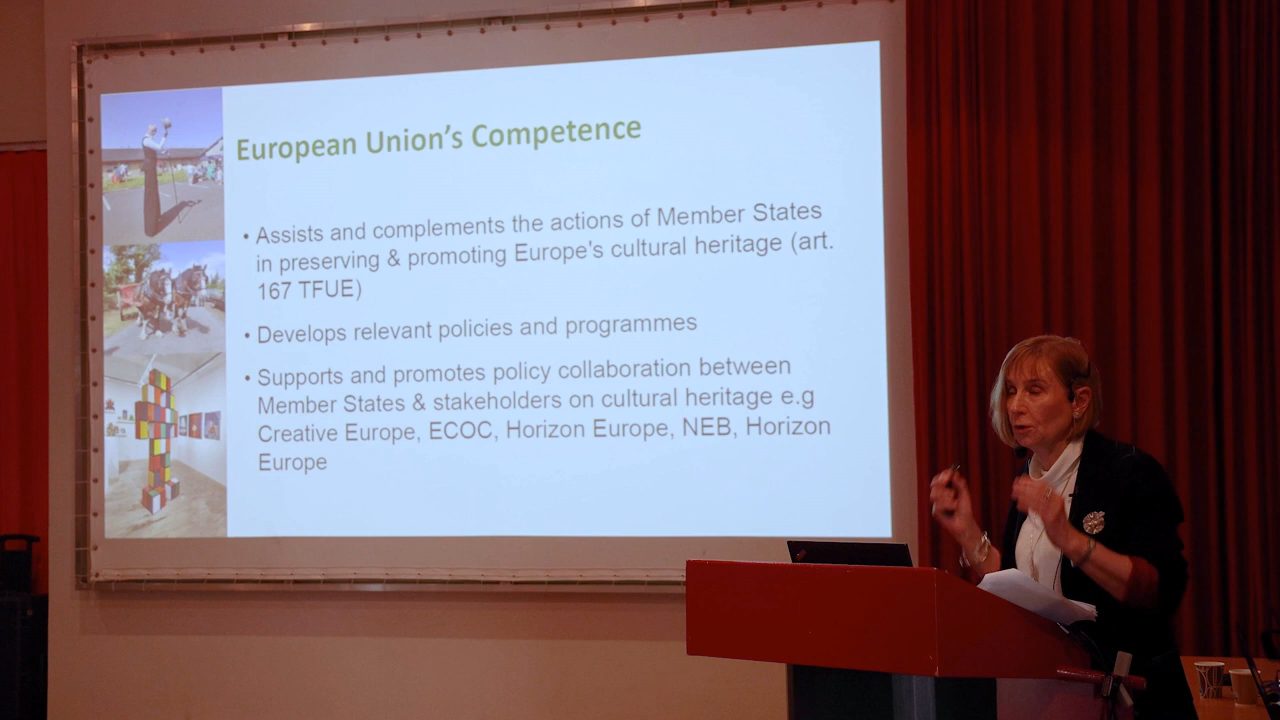 European Union's Competence
• Assists and complements the actions of Member States
in preserving & promoting Europe's cultural heritage (art.
167 TFUE)
• Develops relevant policies and programmes
• Supports and promotes policy collaboration between
Member States & stakeholders on cultural heritage e.g
Creative Europe, ECOC, Horizon Europe, NEB, Horizon
Europe